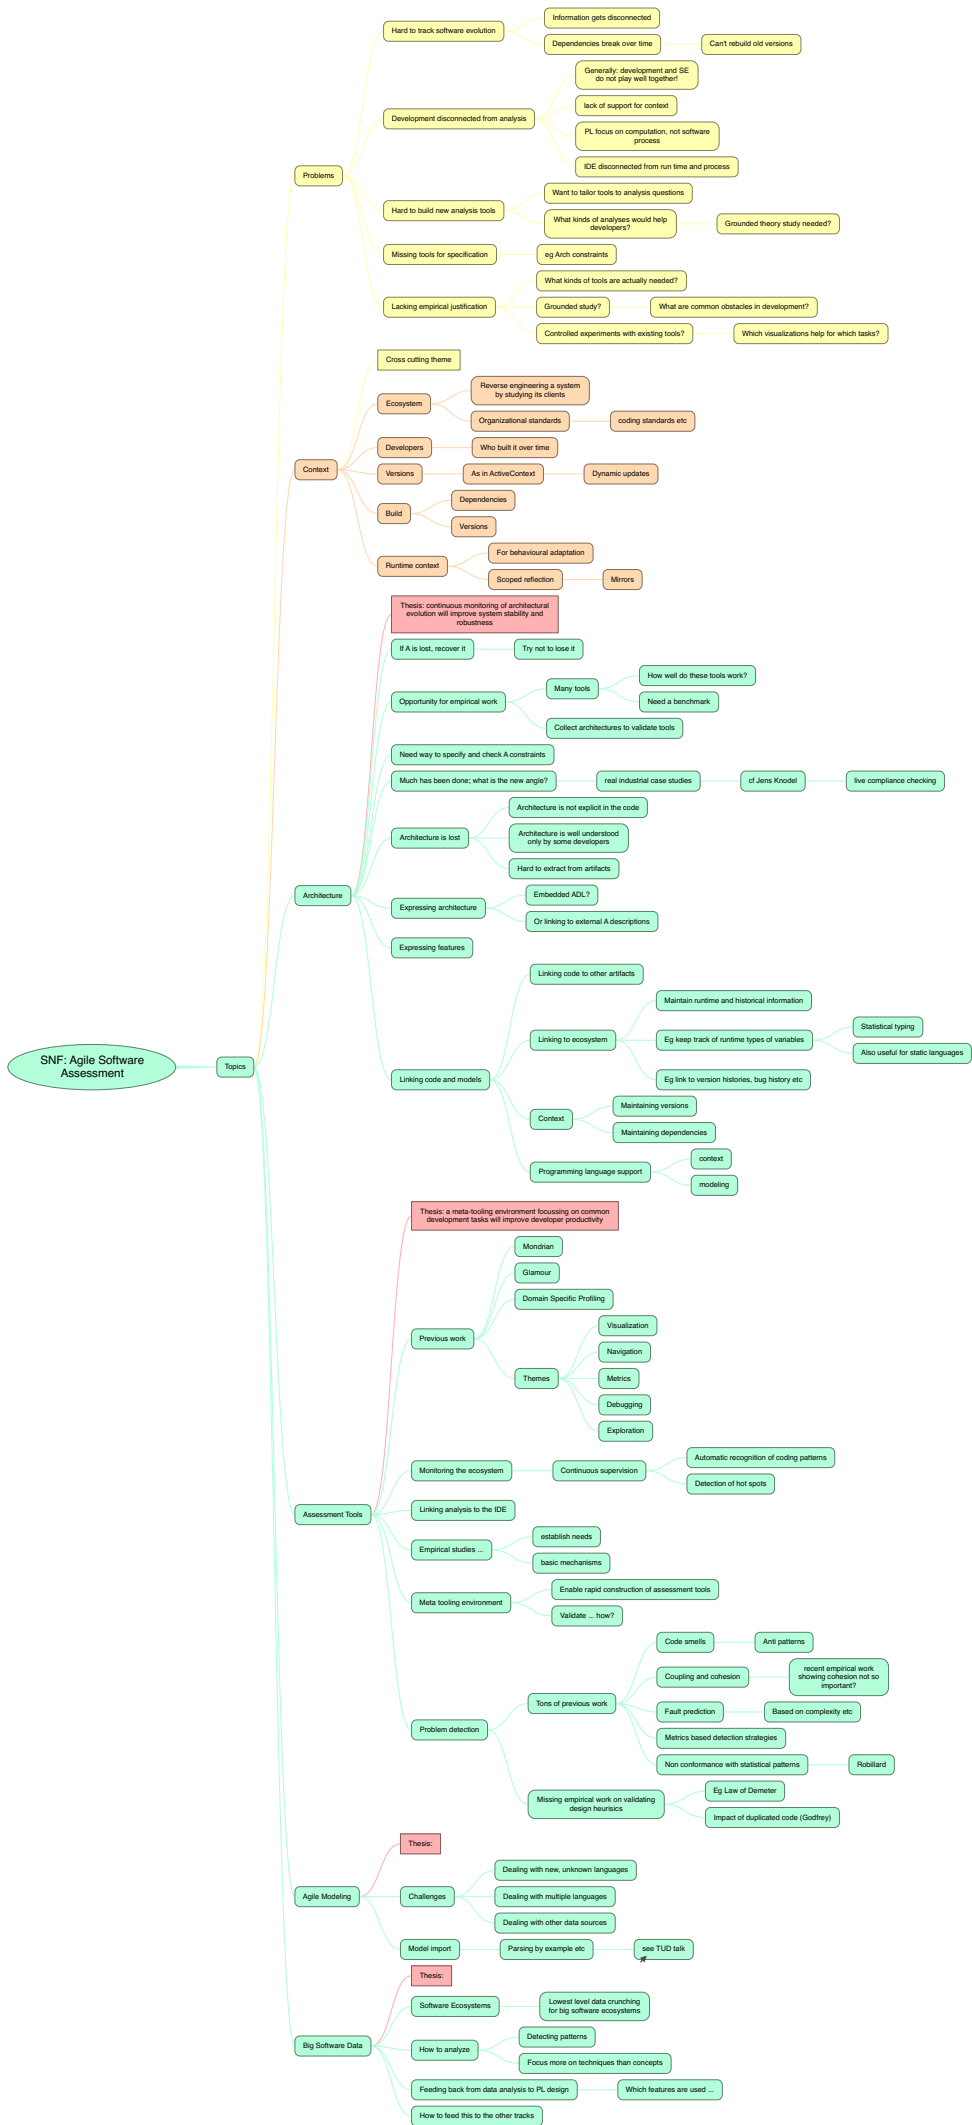 Information gets disconnected
Hard to track software evolution
Dependencies break over time
Can't rebuild old versions
Generally: development and SE
do not play well together!
lack of support for context
Development disconnected from analysis
PL focus on computation, not software
process
IDE disconnected from run time and process
Problems
Want to tailor tools to analysis questions
Hard to build new analysis tools
What kinds of analyses would help
developers?
Grounded theory study needed?
Missing tools for specification
eg Arch constraints
What kinds of tools are actually needed?
Lacking empirical justification
Grounded study?
What are common obstacles in development?
Controlled experiments with existing tools?
Which visualizations help for which tasks?
Cross cutting theme
Reverse engineering a system
by studying its clients
Ecosystem
Organizational standards
coding standards etc
Developers
Who built it over time
Context
Versions
As in ActiveContext
Dynamic updates
Dependencies
Build
Versions
For behavioural adaptation
Runtime context
Scoped reflection
Mirrors
Thesis: continuous monitoring of architectural
evolution will improve system stability and
robustness
If A is lost, recover it
Try not to lose it
How well do these tools work?
Many tools
Need a benchmark
Opportunity for empirical work
Collect architectures to validate tools
Need way to specify and check A constraints
Much has been done; what is the new angle?
real industrial case studies
cf Jens Knodel
live compliance checking
Architecture is not explicit in the code
Architecture is lost
Architecture is well understood
only by some developers
Hard to extract from artifacts
Architecture
Embedded ADL?
Expressing architecture
Or linking to external A descriptions
Expressing features
Linking code to other artifacts
Maintain runtime and historical information
Linking to ecosystem
Eg keep track of runtime types of variables
Statistical typing
Also useful for static languages
Eg link to version histories, bug history etc
Linking code and models
Maintaining versions
Context
Maintaining dependencies
context
Programming language support
modeling
SNF: Agile Software
Assessment
Topics
Thesis: a meta-tooling environment focussing on common
development tasks will improve developer productivity
Mondrian
Glamour
Domain Specific Profiling
Previous work
Visualization
Navigation
Themes
Metrics
Debugging
Exploration
Automatic recognition of coding patterns
Monitoring the ecosystem
Continuous supervision
Detection of hot spots
Assessment Tools
Linking analysis to the IDE
establish needs
Empirical studies ...
basic mechanisms
Enable rapid construction of assessment tools
Meta tooling environment
Validate ... how?
Code smells
Anti patterns
Coupling and cohesion
recent empirical work
showing cohesion not so
important?
Tons of previous work
Fault prediction
Based on complexity etc
Metrics based detection strategies
Problem detection
Non conformance with statistical patterns
Robillard
Missing empirical work on validating
design heurisics
Eg Law of Demeter
Impact of duplicated code (Godfrey)
Thesis:
Dealing with new, unknown languages
Agile Modeling
Challenges
Dealing with multiple languages
Dealing with other data sources
Model import
Parsing by example etc
see TUD talk
Thesis:
Software Ecosystems
Lowest level data crunching
for big software ecosystems
Detecting patterns
Big Software Data
How to analyze
Focus more on techniques than concepts
Feeding back from data analysis to PL design
Which features are used ...
How to feed this to the other tracks